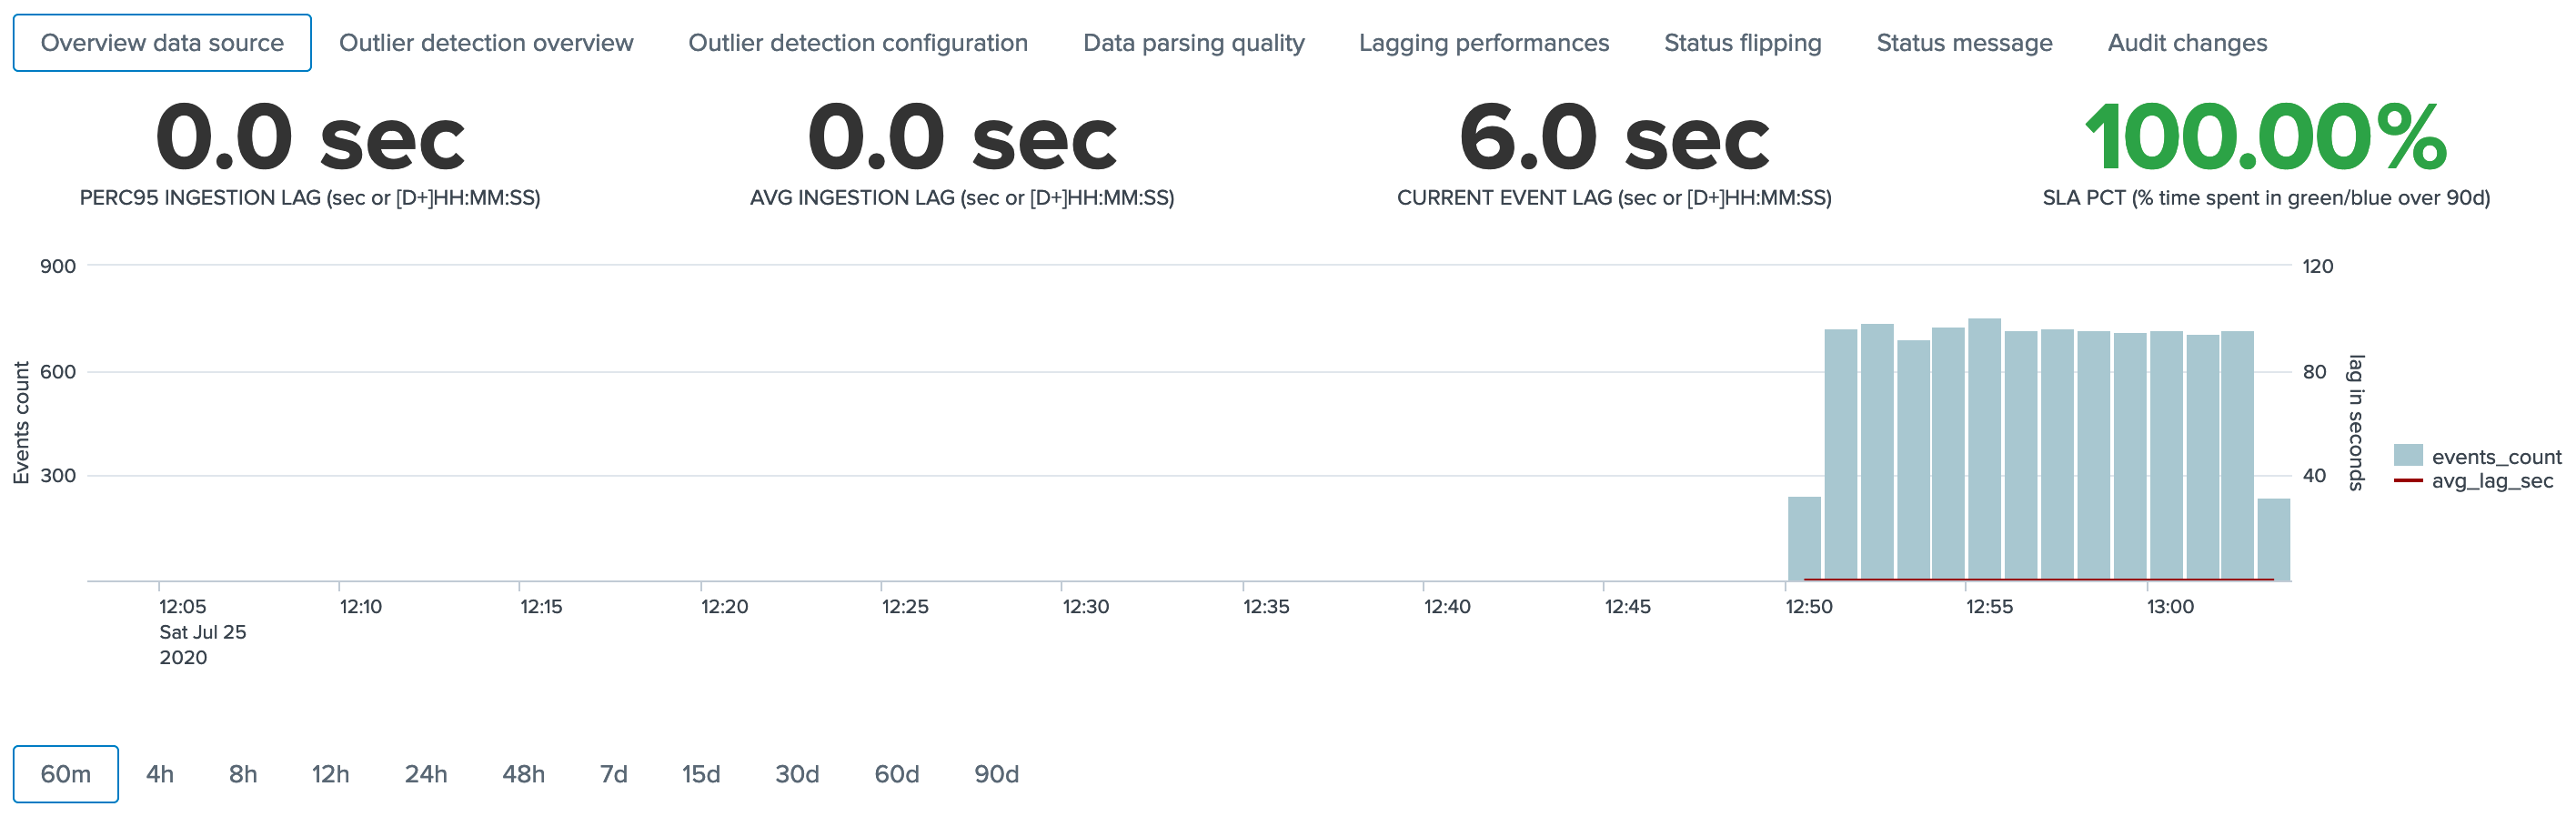 Overview data source Outlier detection overview Outlier detection configuration Data parsing quality Lagging performances Status flipping Status message Audit changes
0.0 sec 0.0 sec 6.0 sec 100.00%
PERC95 INGESTION LAG (sec or [D+]HH:MM:SS) AVG INGESTION LAG (sec or [D+]HH:MM:SS) CURRENT EVENT LAG (sec or [D+]HH:MM:SS) SLA PCT (% time spent in green/blue over 90d)
900 120
600 80
300 40
Events count
lag in seconds
events_count
avg_lag_sec
12:05 12:10 12:15 12:20 12:25 12:30 12:35 12:40 12:45 12:50 12:55 13:00
Sat Jul 25
2020
60m 4h 8h 12h 24h 48h 7d 15d 30d 60d 90d